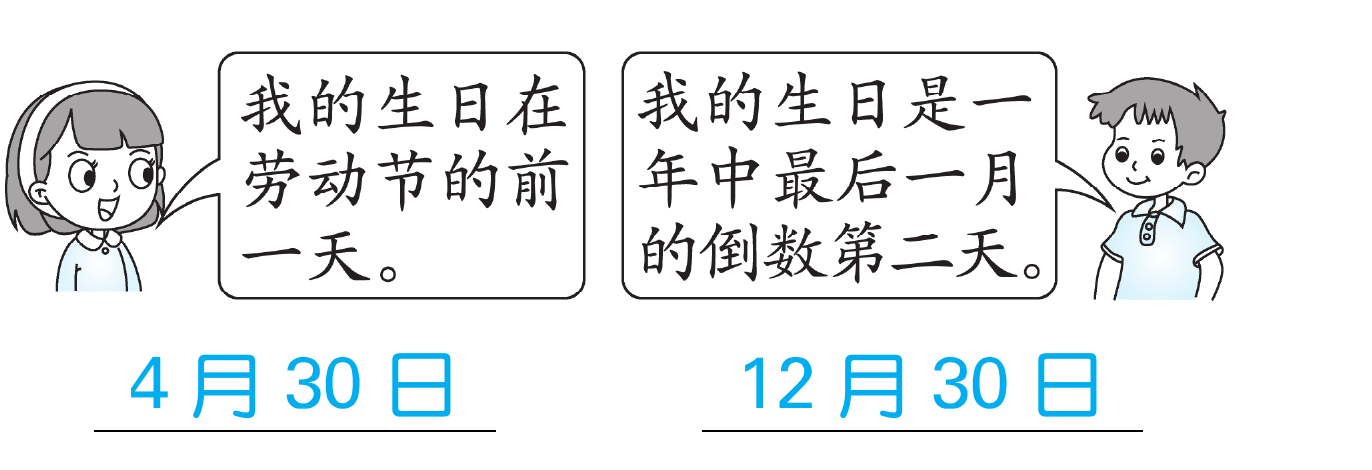 我的生日在
劳动节的前
一天。
我的生日是一
年中最后一月
的倒数第二天。
4月30日
12月30日